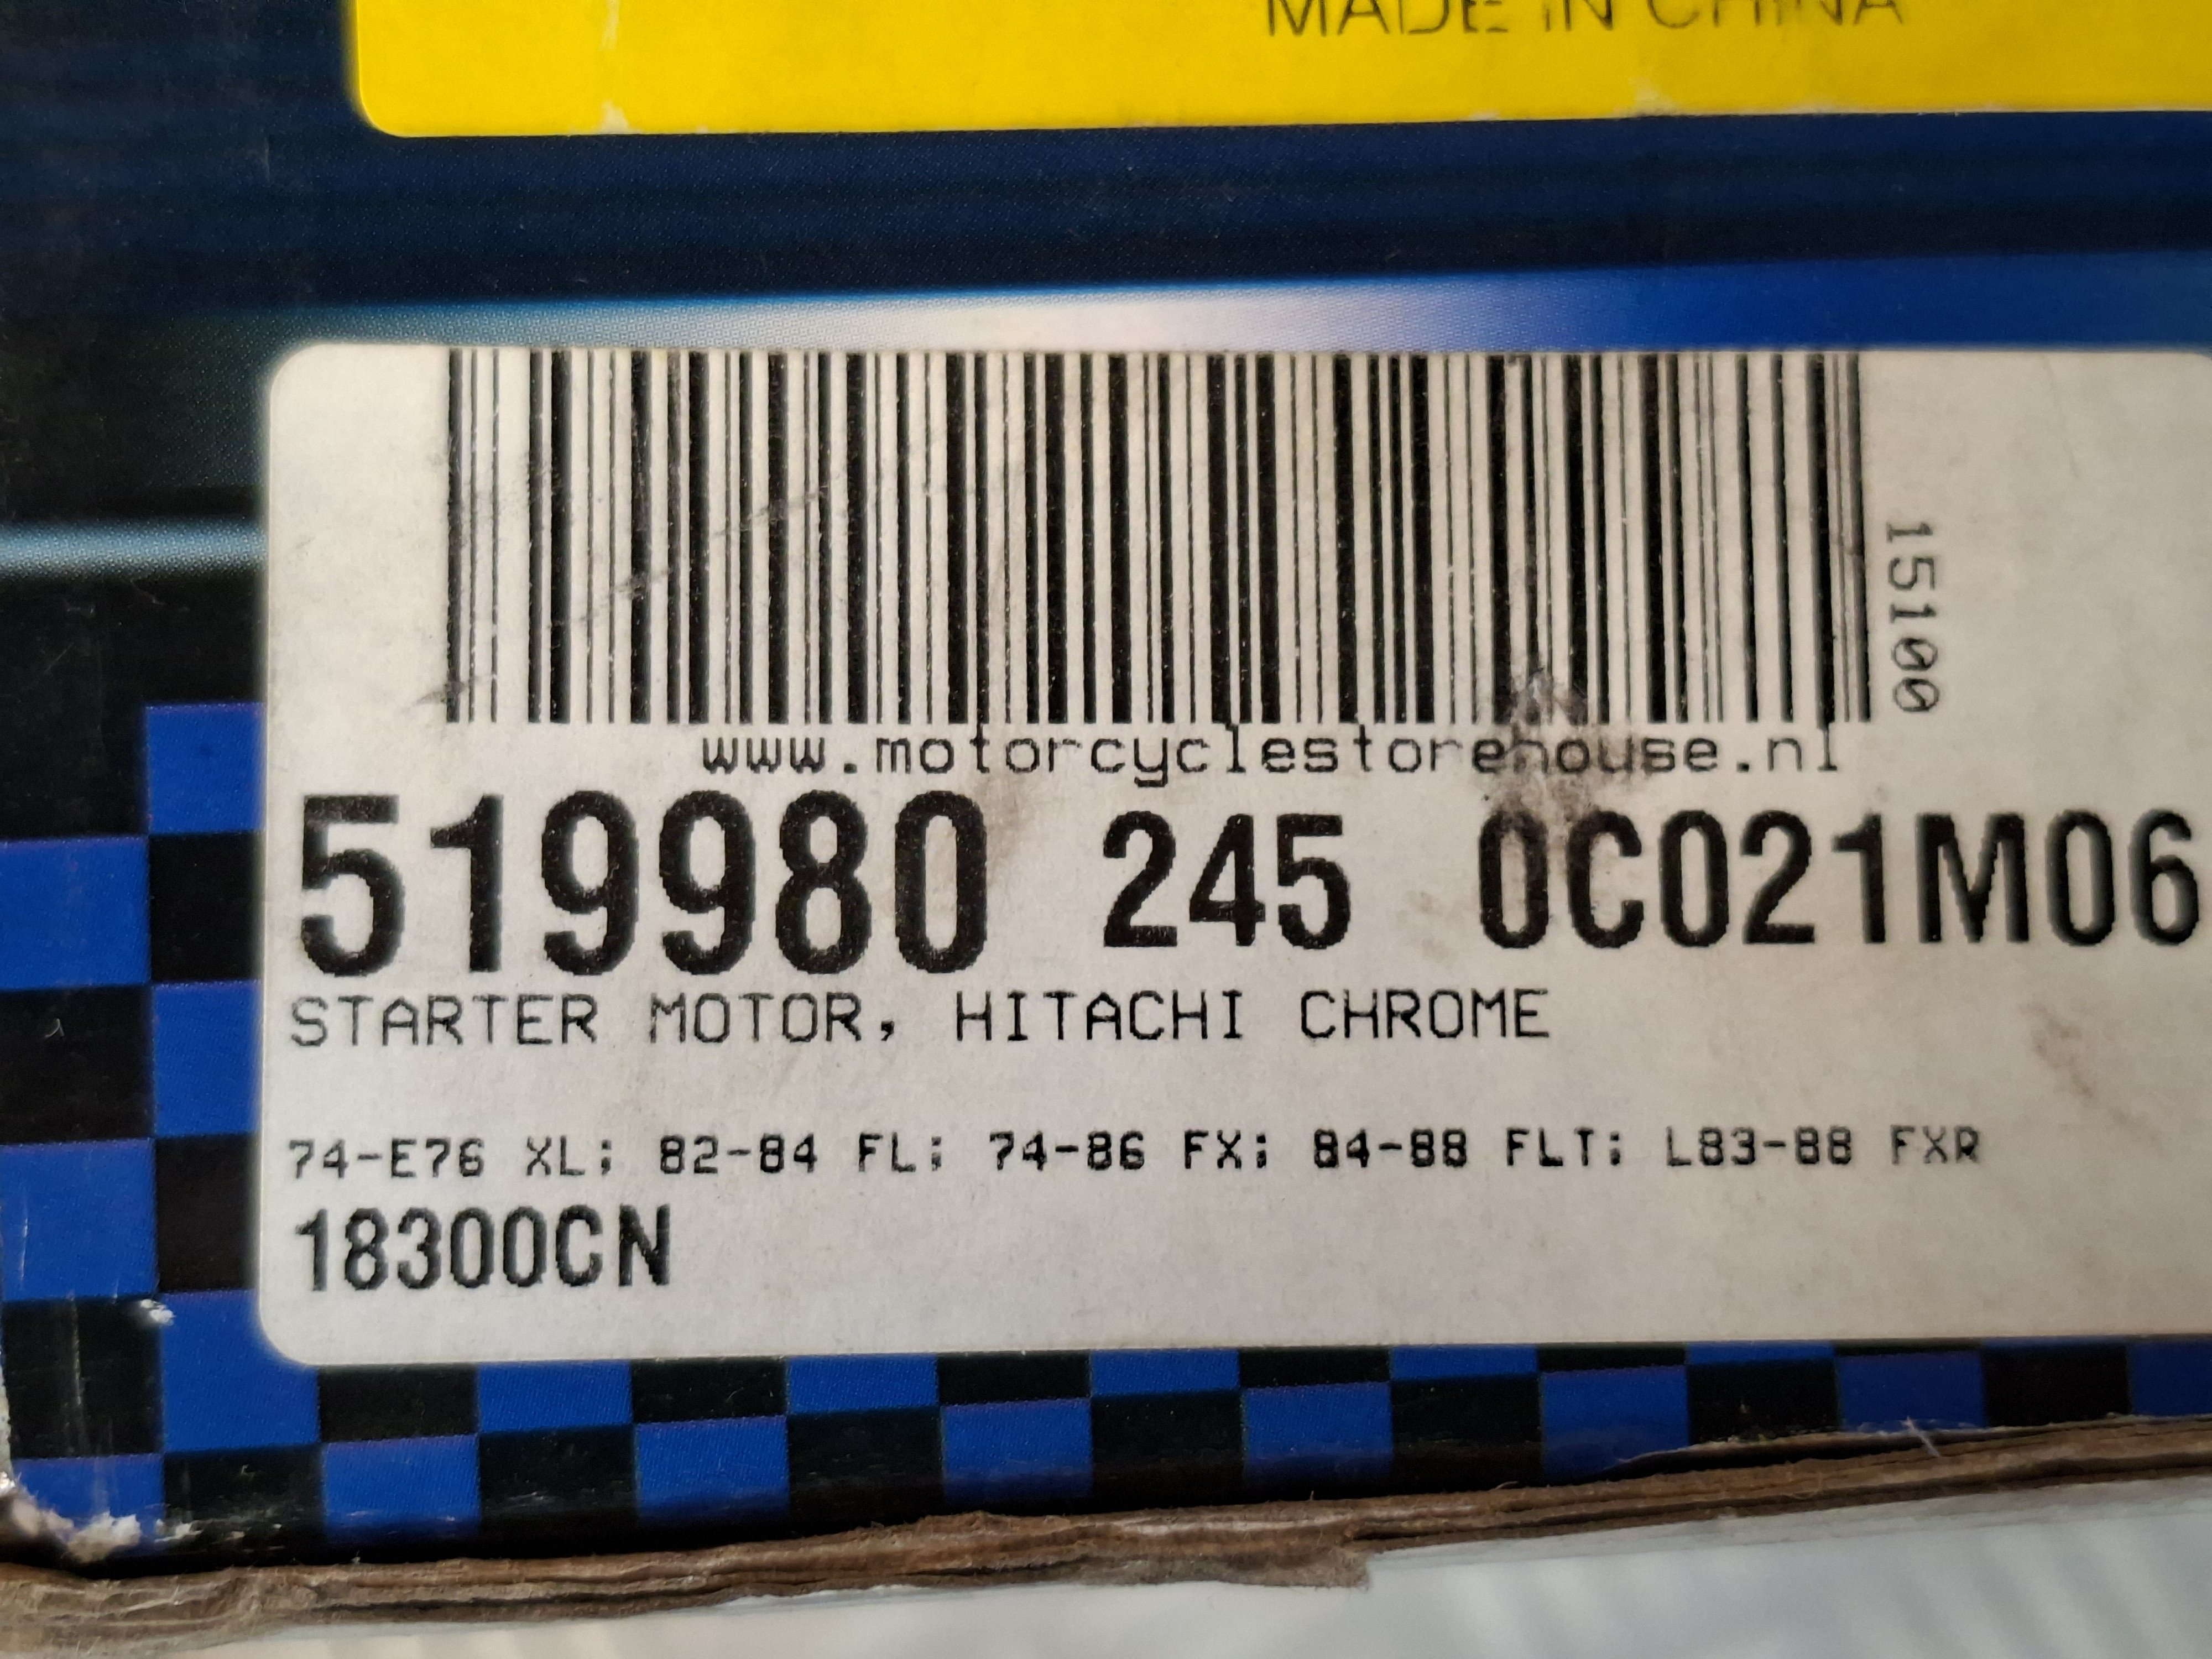 MADE IN CHINA
15100
www.motorcyclestorehouse.nl
519980 245 0C021M06
STARTER MOTOR, HITACHI CHROME
74-E76 XL; 82-84 FL; 74-86 FX; 84-88 FLT; L83-88 FXR
18300CN